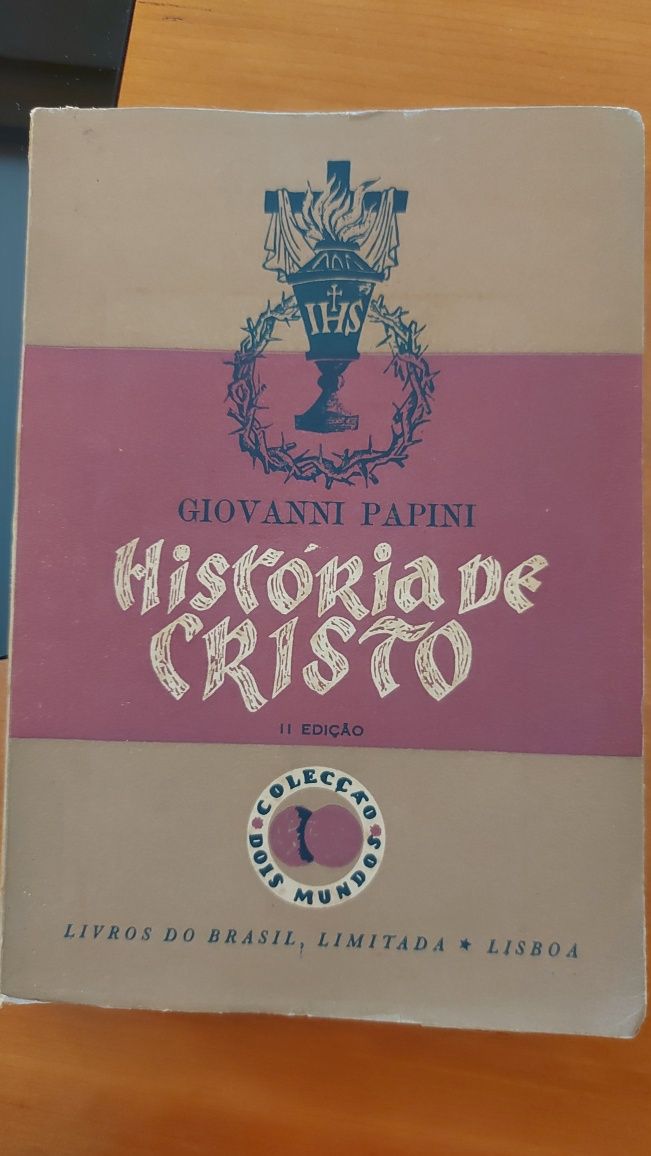 IHS
GIOVANNI PAPINI
HISTÓRIA DE
CRISTO
II EDIÇÃO
COLECÇÃO
DOIS MUNDOS
LIVROS DO BRASIL, LIMITADA ★ LISBOA